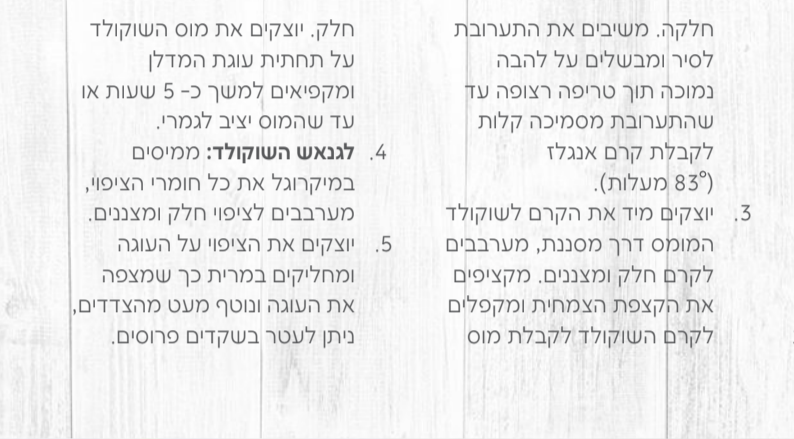 חלקה. משיבים את התערובת
לסיר ומבשלים על להבה
נמוכה תוך טריפה רצופה עד
שהתערובת מסמיכה קלות
לקבלת קרם אנגלז
(83° מעלות).
3. יוצקים מיד את הקרם לשוקולד
המומס דרך מסננת, מערבבים
לקרם חלק ומצננים. מקציפים
את הקצפת הצמחית ומקפלים
לקרם השוקולד לקבלת מוס
חלק. יוצקים את מוס השוקולד
על תחתית עוגת המדלן
ומקפיאים למשך כ- 5 שעות או
עד שהמוס יציב לגמרי.
4. לגנאש השוקולד: ממיסים
במיקרוגל את כל חומרי הציפוי,
מערבבים לציפוי חלק ומצננים.
5. יוצקים את הציפוי על העוגה
ומחליקים במרית כך שמצפה
את העוגה ונוטף מעט מהצדדים,
ניתן לעטר בשקדים פרוסים.